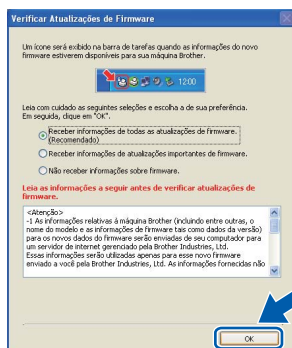 Verificar Atualizações de Firmware
Um ícone será exibido na barra de tarefas quando as informações do novo
firmware estiverem disponíveis para sua máquina Brother.
12:00
Leia com cuidado as seguintes seleções e escolha a de sua preferência.
Em seguida, clique em "OK".
Receber informações de todas as atualizações de firmware.
(Recomendado)
Receber informações de atualizações importantes de firmware.
Não receber informações sobre firmware.
Leia as informações a seguir antes de verificar atualizações de
firmware.
<Atenção>
-1 As informações relativas à máquina Brother (incluindo entre outras, o
nome do modelo e as informações de firmware tais como dados da versão)
para os novos dados do firmware serão enviadas de seu computador para
um servidor de internet gerenciado pela Brother Industries, Ltd.
Essas informações serão utilizadas apenas para esse novo firmware
enviado a você pela Brother Industries, Ltd. As informações fornecidas não
OK